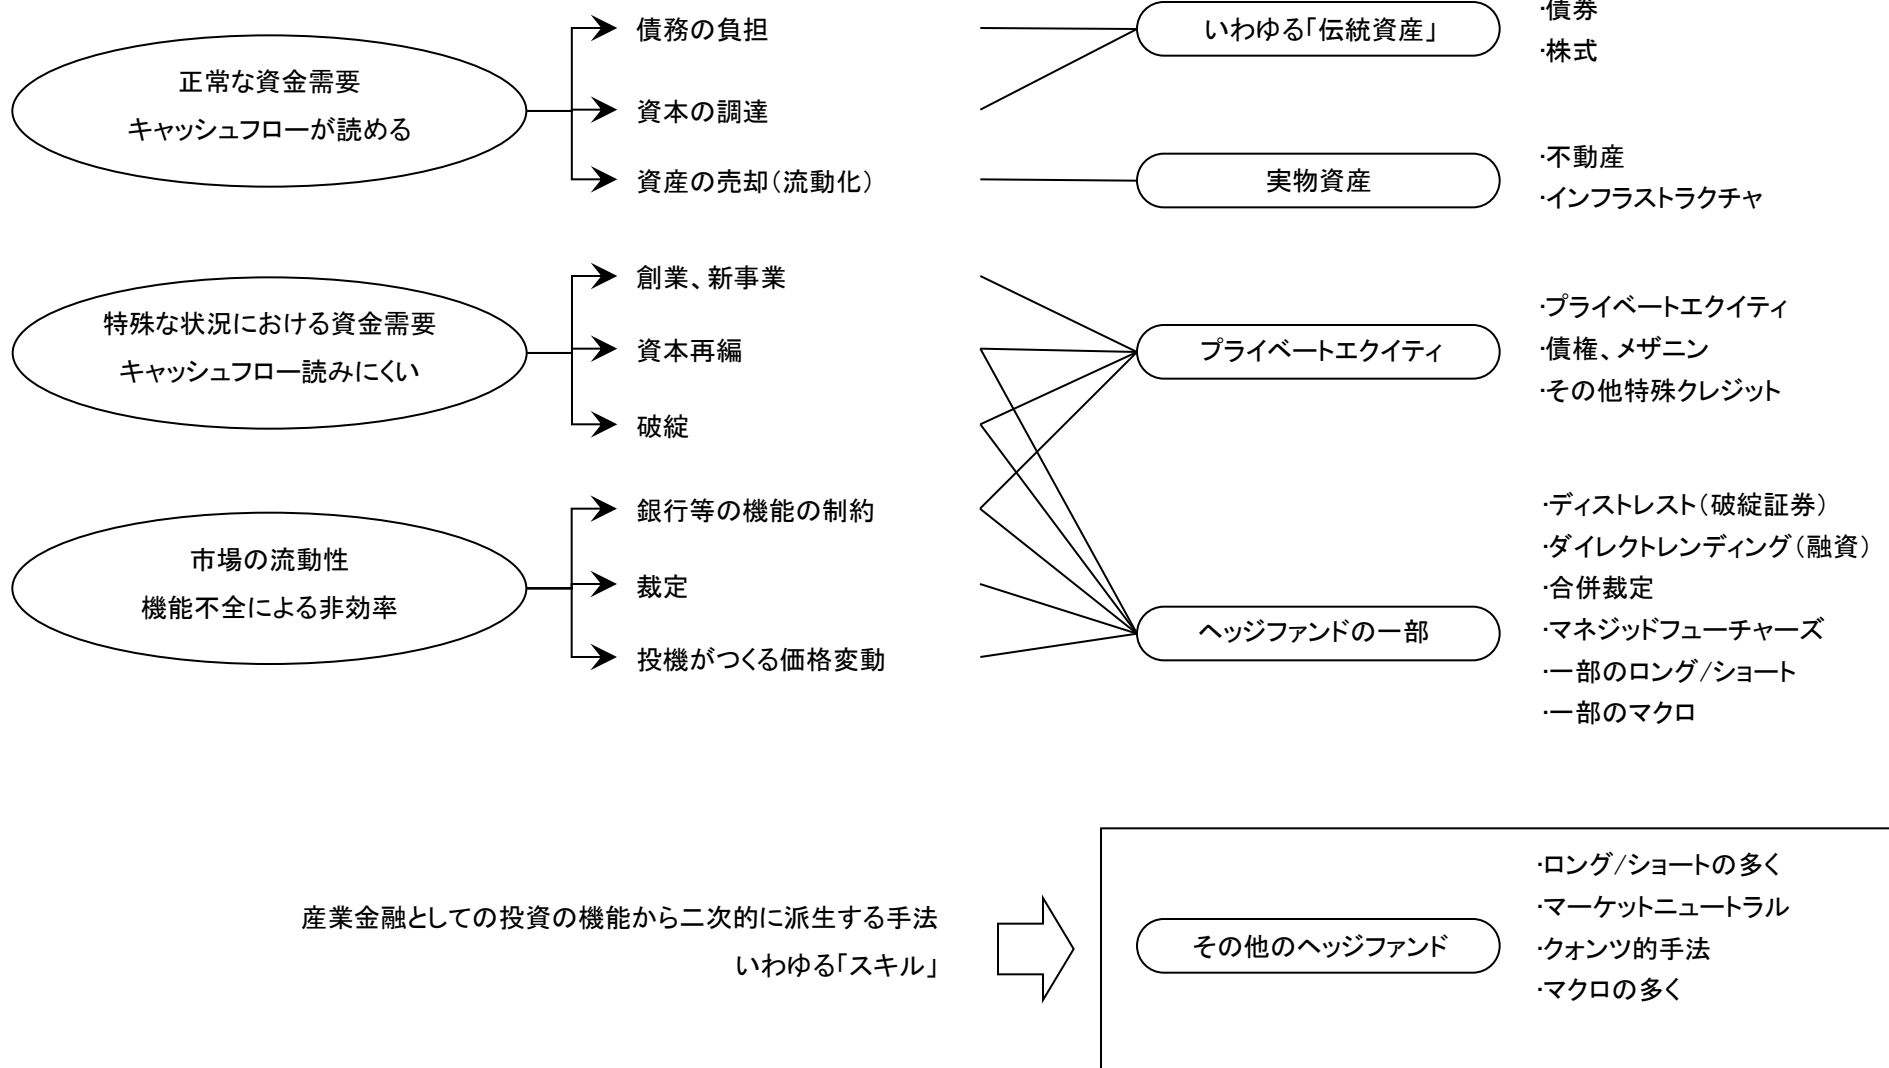 正常な資金需要
キャッシュフローが読める
債務の負担
資本の調達
資産の売却（流動化）
いわゆる「伝統資産」
・債券
・株式
実物資産
・不動産
・インフラストラクチャ
特殊な状況における資金需要
キャッシュフロー読みにくい
創業、新事業
資本再編
破綻
プライベートエクイティ
・プライベートエクイティ
・債権、メザニン
・その他特殊クレジット
市場の流動性
機能不全による非効率
銀行等の機能の制約
裁定
投機がつくる価格変動
ヘッジファンドの一部
・ディストレスト（破綻証券）
・ダイレクトレンディング（融資）
・合併裁定
・マネジッドフューチャーズ
・一部のロング/ショート
・一部のマクロ
産業金融としての投資の機能から二次的に派生する手法
いわゆる「スキル」
その他のヘッジファンド
・ロング/ショートの多く
・マーケットニュートラル
・クォンツ的手法
・マクロの多く